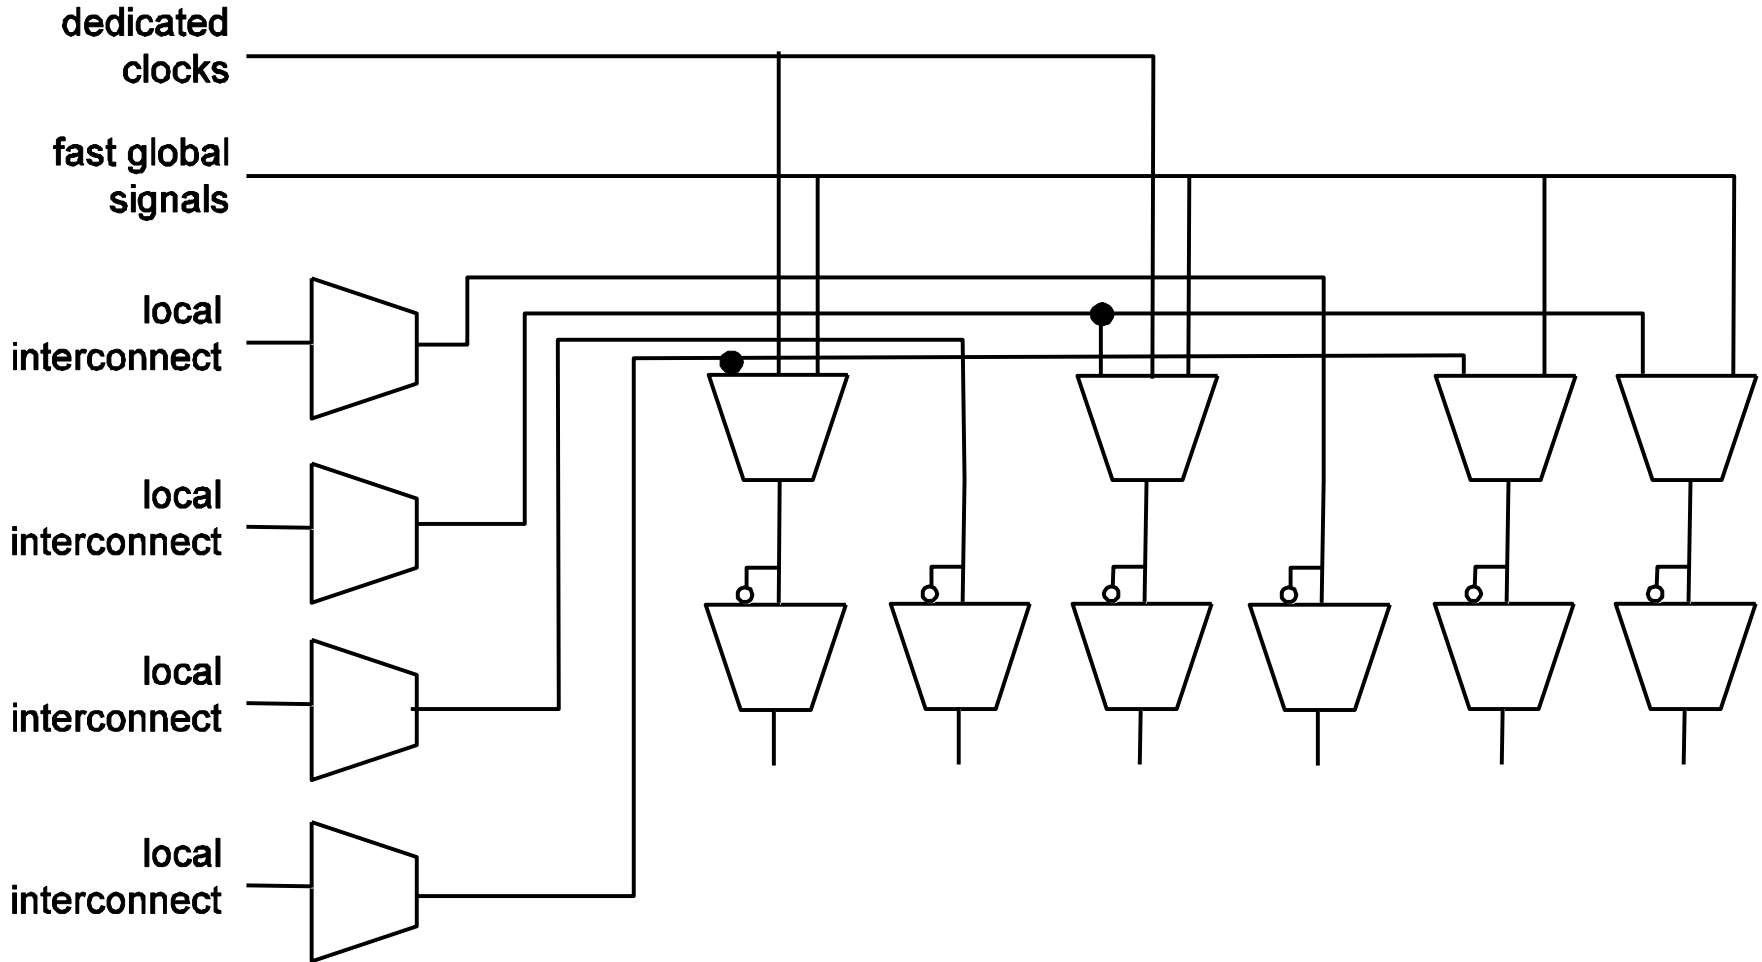 dedicated
clocks
fast global
signals
local
interconnect
local
interconnect
local
interconnect
local
interconnect